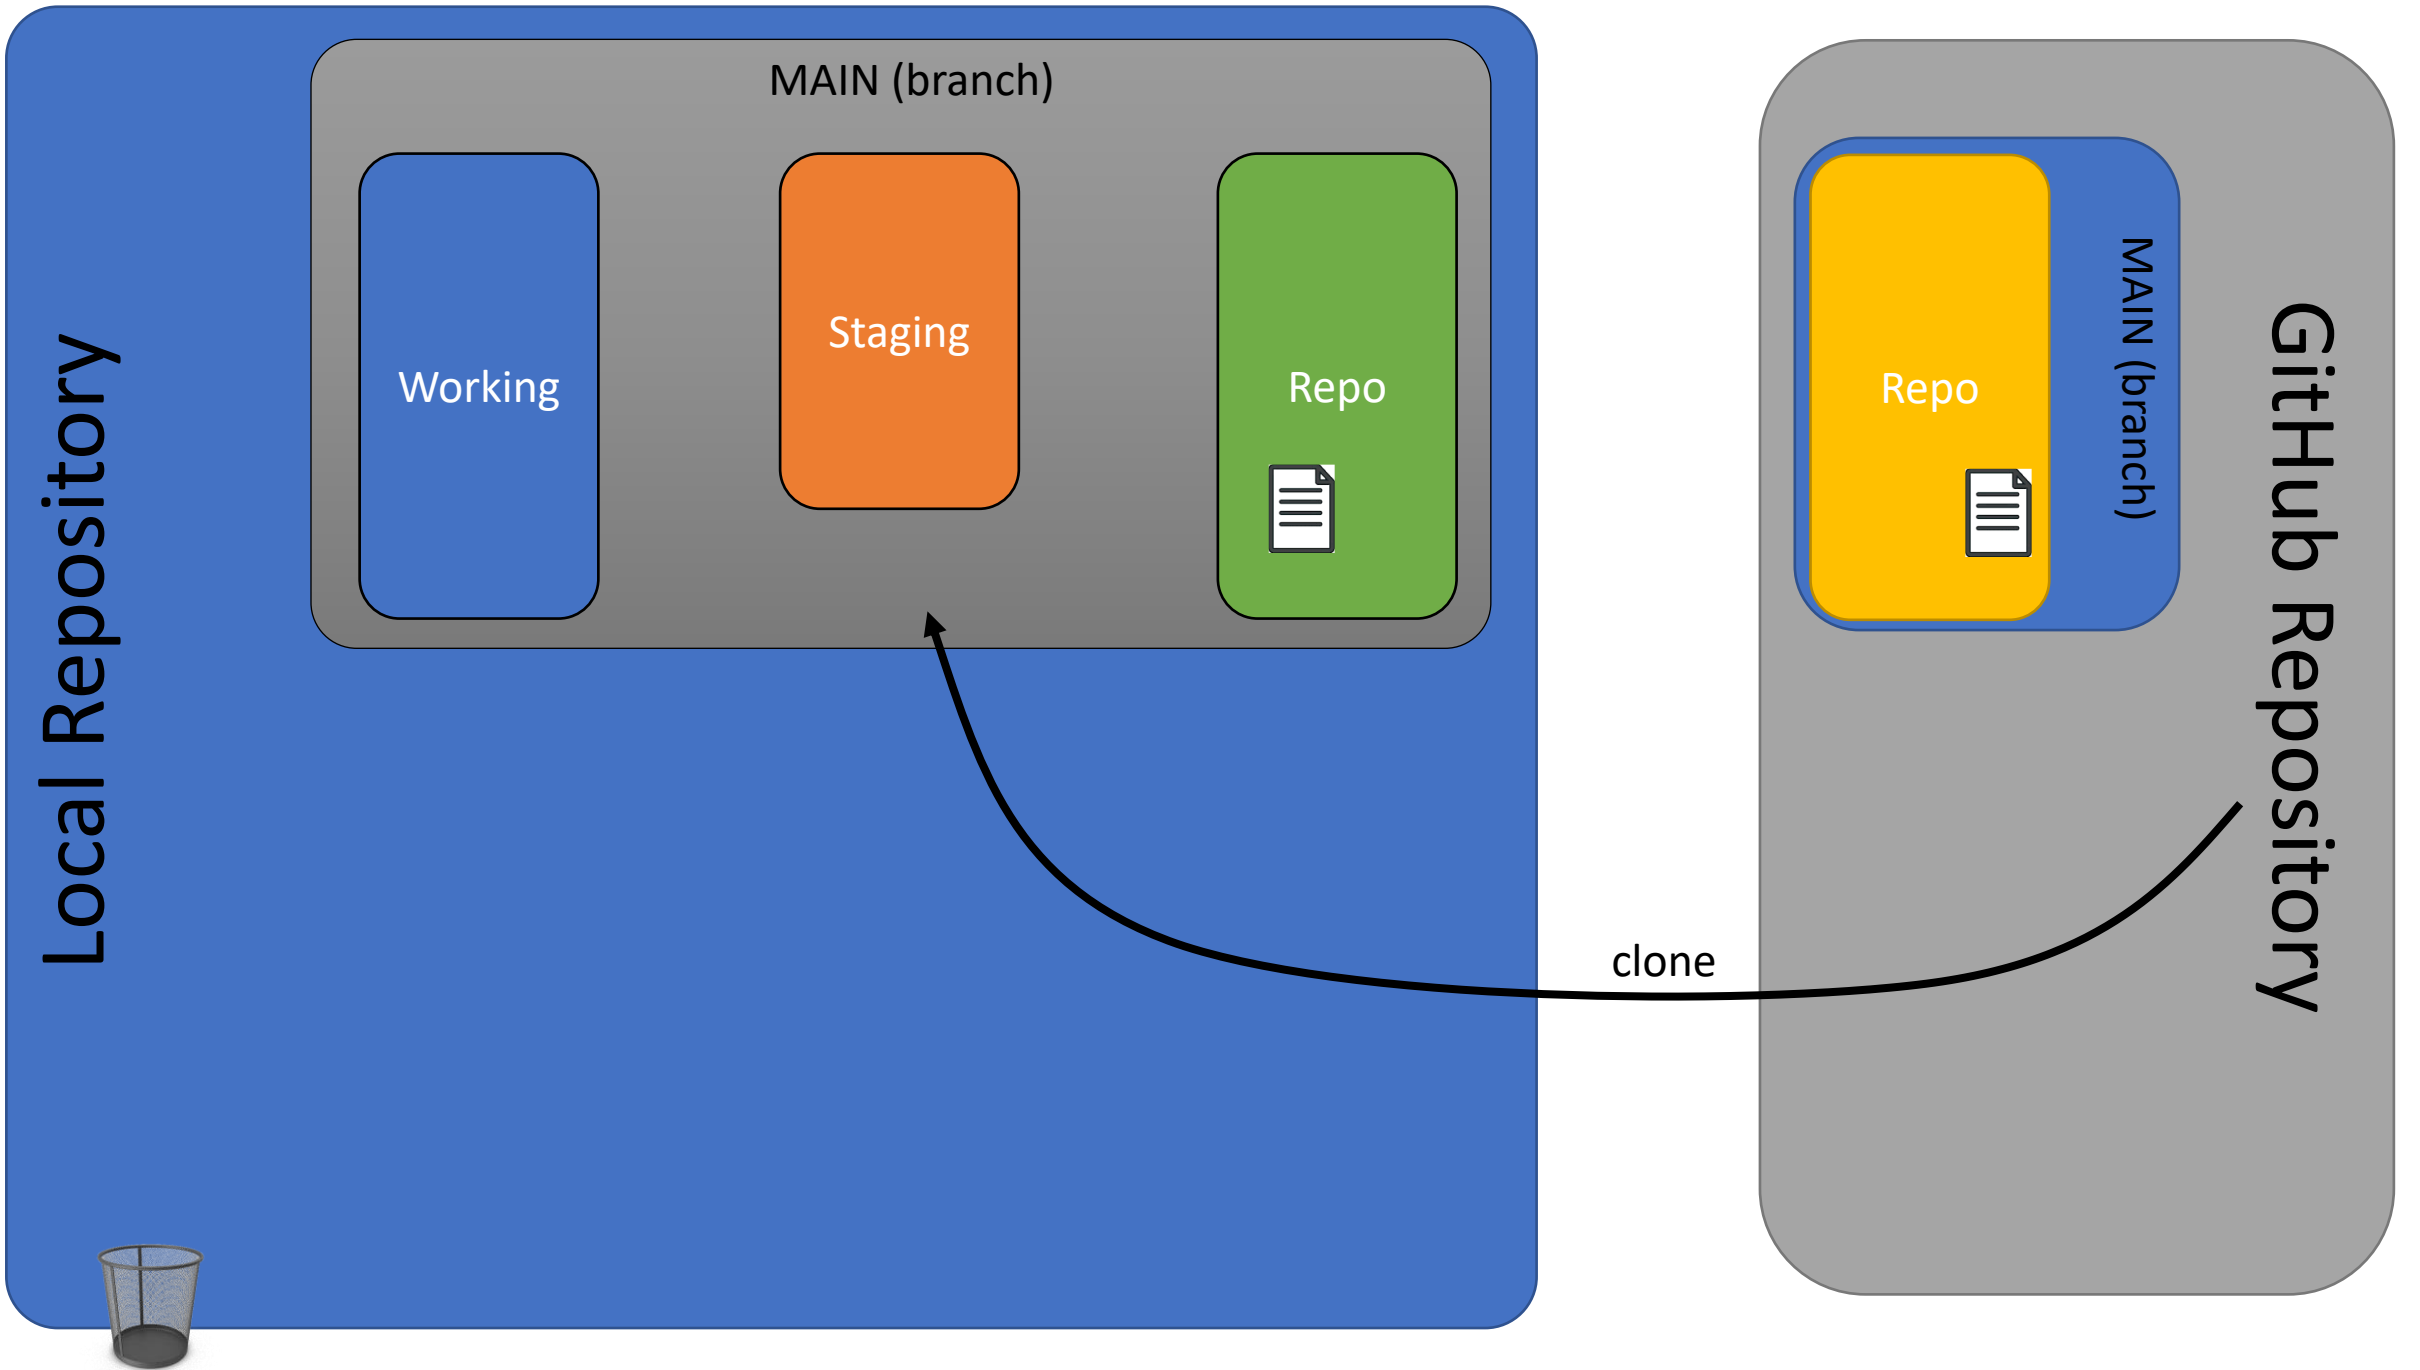 Local Repository
MAIN (branch)
Working
Staging
Repo
Repo
MAIN (branch)
GitHub Repository
clone